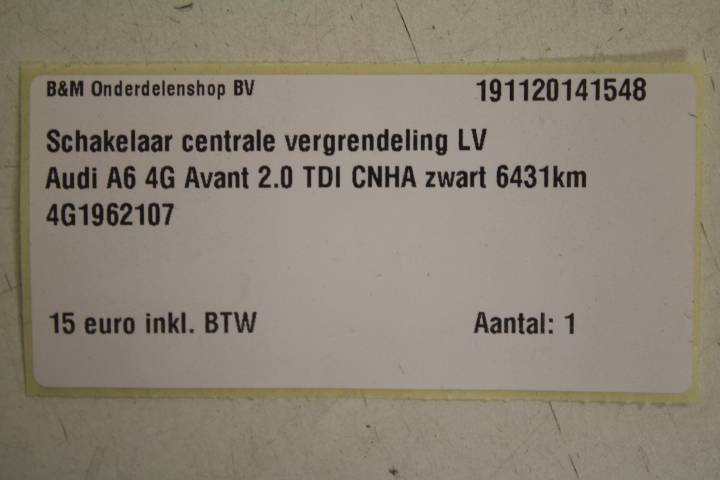 B&M Onderdelenshop BV 191120141548
Schakelaar centrale vergrendeling LV
Audi A6 4G Avant 2.0 TDI CNHA zwart 6431km
4G1962107
15 euro inkl. BTW Aantal: 1